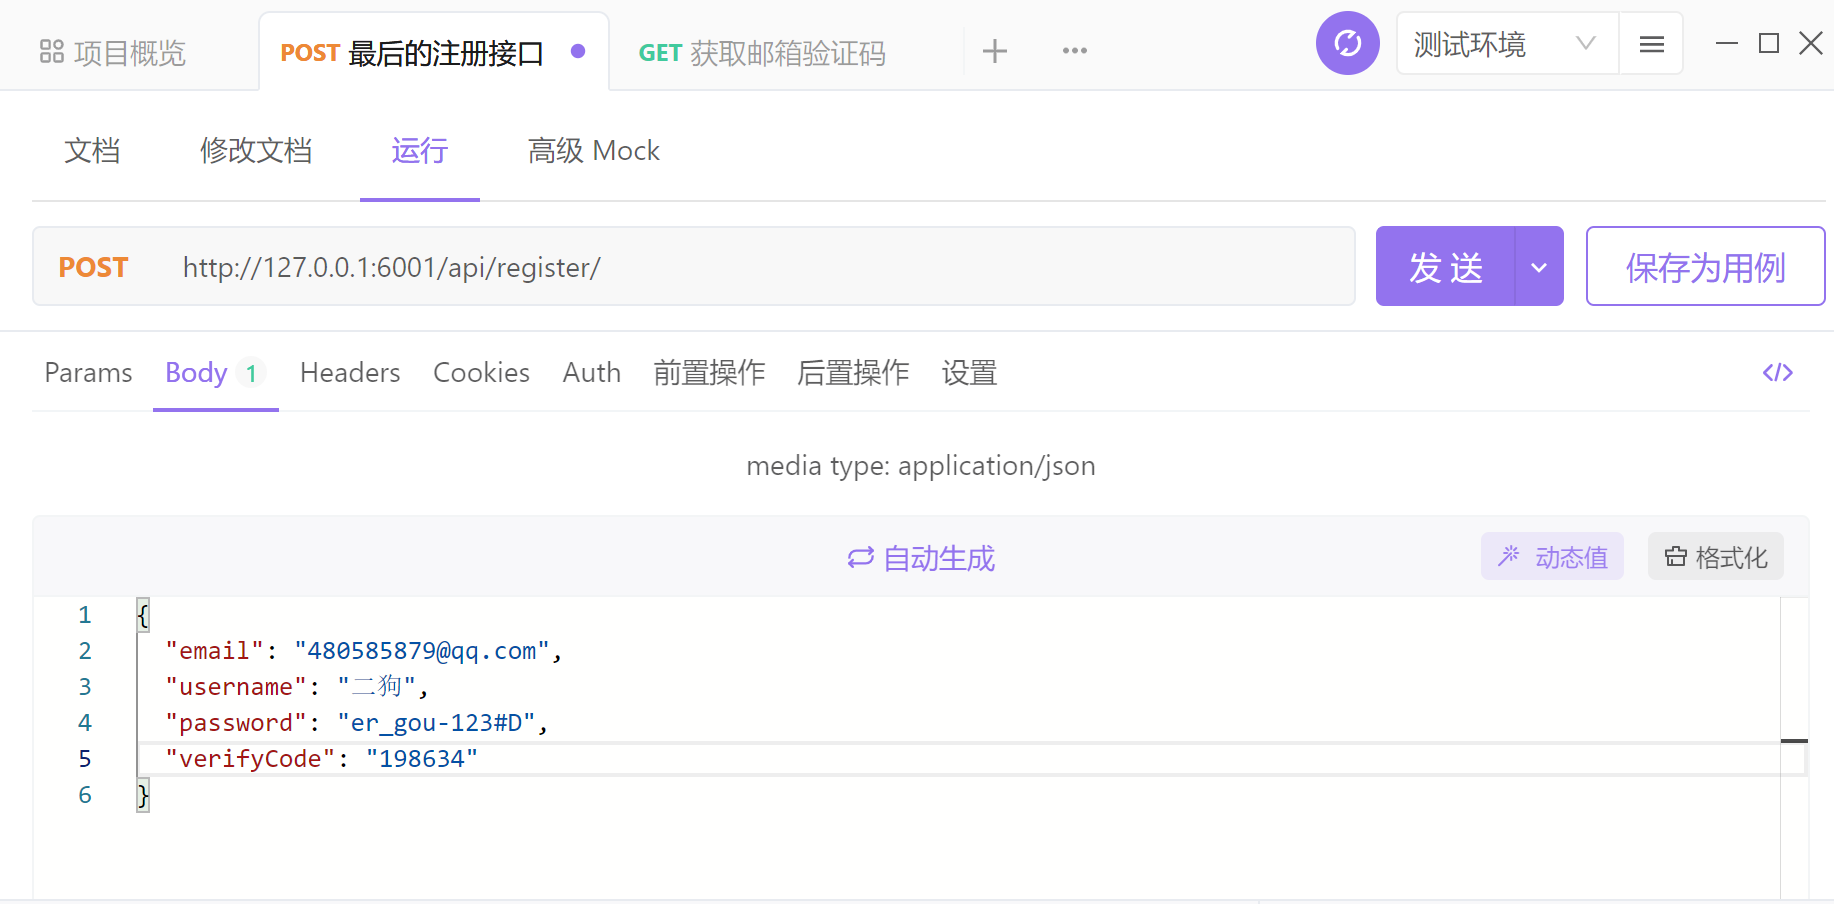 项目概览 POST 最后的注册接口 GET 获取邮箱验证码 测试环境
文档 修改文档 运行 高级 Mock
POST http://127.0.0.1:6001/api/register/ 发 送 保存为用例
Params Body 1 Headers Cookies Auth 前置操作 后置操作 设置 </>
media type: application/json
自动生成 动态值 格式化
1 {
2 "email": "480585879@qq.com",
3 "username": "二狗",
4 "password": "er_gou-123#D",
5 "verifyCode": "198634"
6 }